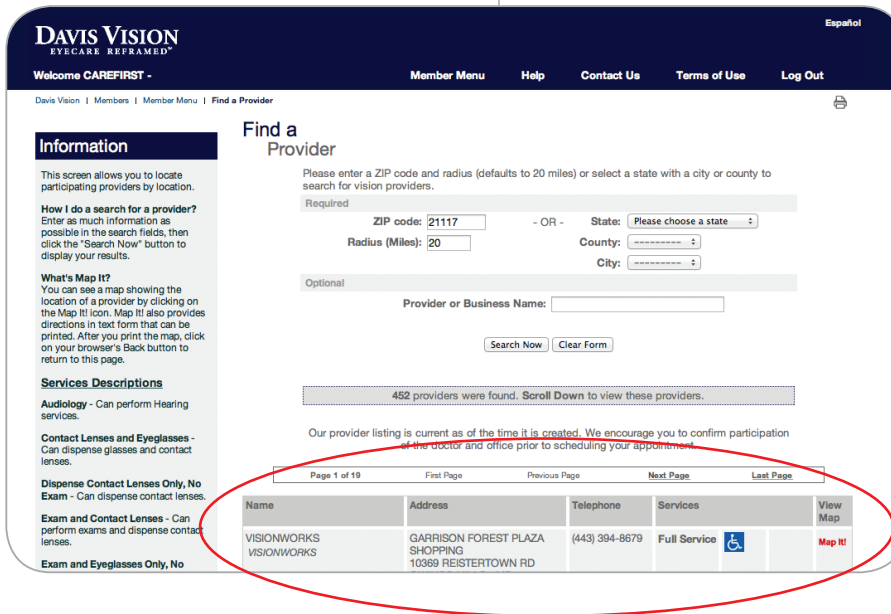 Español
DAVIS VISION
EYECARE REFRAMED™
Welcome CAREFIRST -
Member Menu Help Contact Us Terms of Use Log Out
Davis Vision | Members | Member Menu | Find a Provider
Information
This screen allows you to locate
participating providers by location.
How I do a search for a provider?
Enter as much information as
possible in the search fields, then
click the "Search Now" button to
display your results.
What's Map It?
You can see a map showing the
location of a provider by clicking on
the Map It! icon. Map It! also provides
directions in text form that can be
printed. After you print the map, click
on your browser's Back button to
return to this page.
Services Descriptions
Audiology - Can perform Hearing
services.
Contact Lenses and Eyeglasses -
Can dispense glasses and contact
lenses.
Dispense Contact Lenses Only, No
Exam - Can dispense contact lenses.
Exam and Contact Lenses - Can
perform exams and dispense contact
lenses.
Exam and Eyeglasses Only, No
Find a
Provider
Please enter a ZIP code and radius (defaults to 20 miles) or select a state with a city or county to
search for vision providers.
Required
ZIP code: 21117 - OR - State: Please choose a state
Radius (Miles): 20 County: ---------
City: ---------
Optional
Provider or Business Name:
Search Now Clear Form
452 providers were found. Scroll Down to view these providers.
Our provider listing is current as of the time it is created. We encourage you to confirm participation
of the doctor and office prior to scheduling your appointment.
Page 1 of 19 First Page Previous Page Next Page Last Page
Name Address Telephone Services View
Map
VISIONWORKS GARRISON FOREST PLAZA (443) 394-8679 Full Service Map It!
VISIONWORKS SHOPPING
10369 REISTERTOWN RD